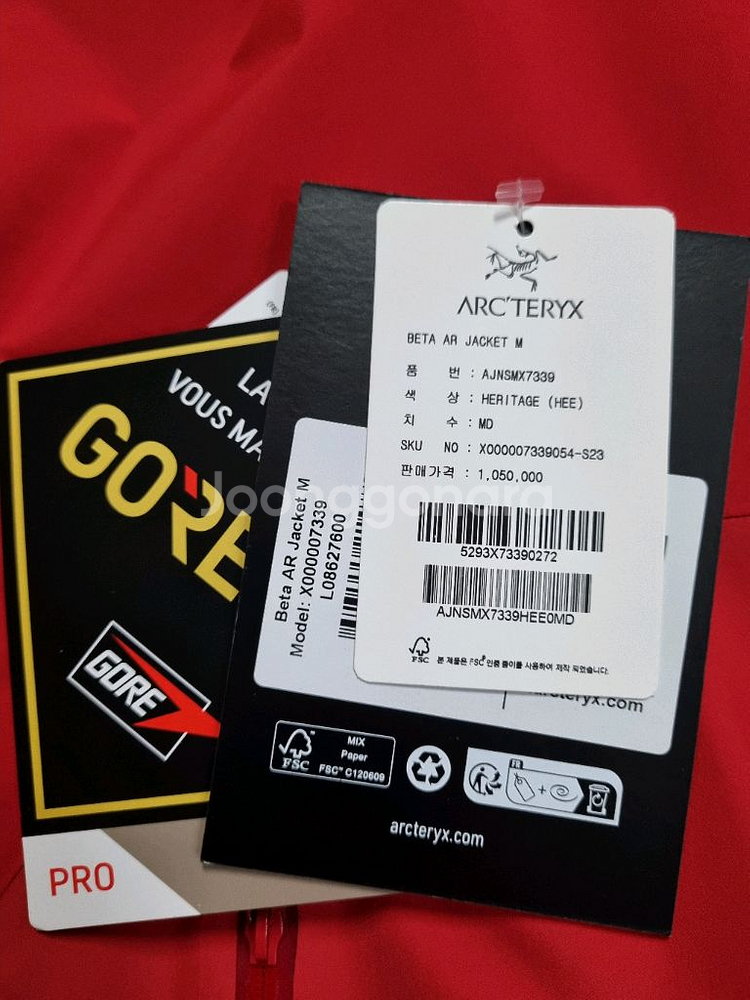 ARC'TERYX
BETA AR JACKET M
품 번 : AJNSMX7339
색 상 : HERITAGE (HEE)
치 수 : MD
SKU NO : X000007339054-S23
판매가격 : 1,050,000
5293X73390272
AJNSMX7339HEE0MD
FSC 본 제품은 FSC® 인증 종이를 사용하여 제작 되었습니다.
Beta AR Jacket M
Model: X000007339
L08627600
arcteryx.com
FSC
MIX
Paper
FSC™ C120609
FR
arcteryx.com
LA
VOUS MA
GORE
GORE
PRO
Joonggonara